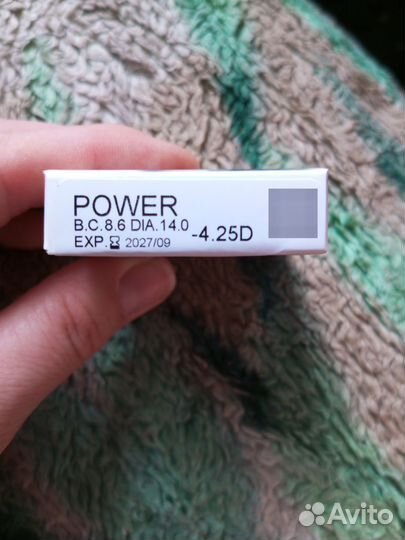 POWER
B.C.8.6 DIA.14.0
-4.25D
EXP. 2027/09
Avito